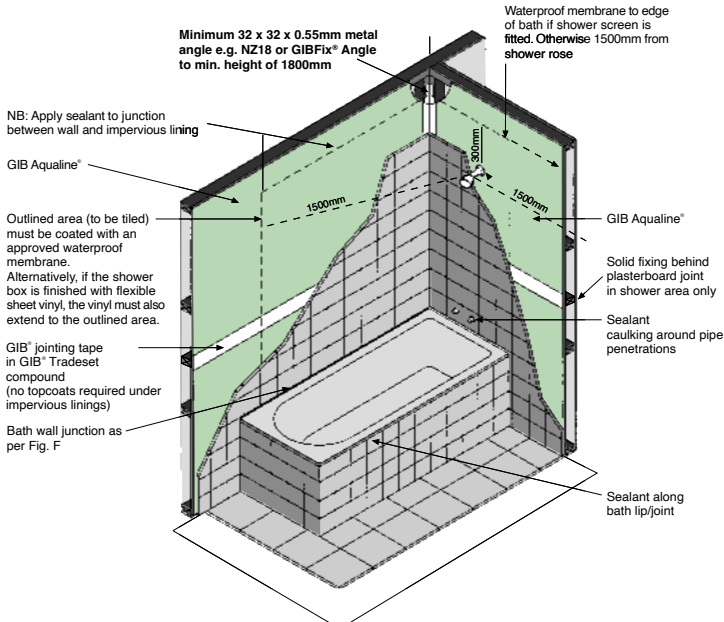 Minimum 32 x 32 x 0.55mm metal
angle e.g. NZ18 or GIBFix® Angle
to min. height of 1800mm
Waterproof membrane to edge
of bath if shower screen is
fitted. Otherwise 1500mm from
shower rose
NB: Apply sealant to junction
between wall and impervious lining
GIB Aqualine®
Outlined area (to be tiled)
must be coated with an
approved waterproof
membrane.
Alternatively, if the shower
box is finished with flexible
sheet vinyl, the vinyl must also
extend to the outlined area.
GIB® jointing tape
in GIB® Tradeset
compound
(no topcoats required under
impervious linings)
Bath wall junction as
per Fig. F
1500mm
300mm
1500mm
GIB Aqualine®
Solid fixing behind
plasterboard joint
in shower area only
Sealant
caulking around pipe
penetrations
Sealant along
bath lip/joint